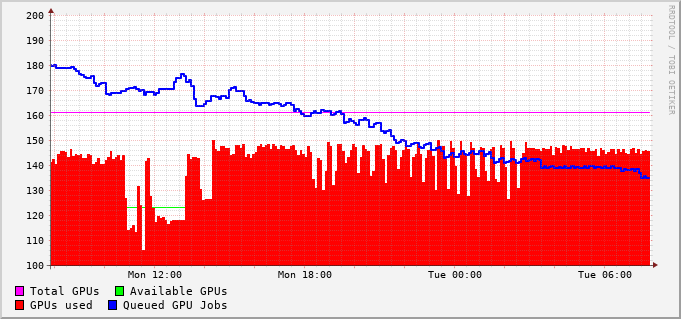 200
190
180
170
160
150
140
130
120
110
100
Mon 12:00 Mon 18:00 Tue 00:00 Tue 06:00
Total GPUs Available GPUs
GPUs used Queued GPU Jobs
RRDTOOL / TOBI OETIKER